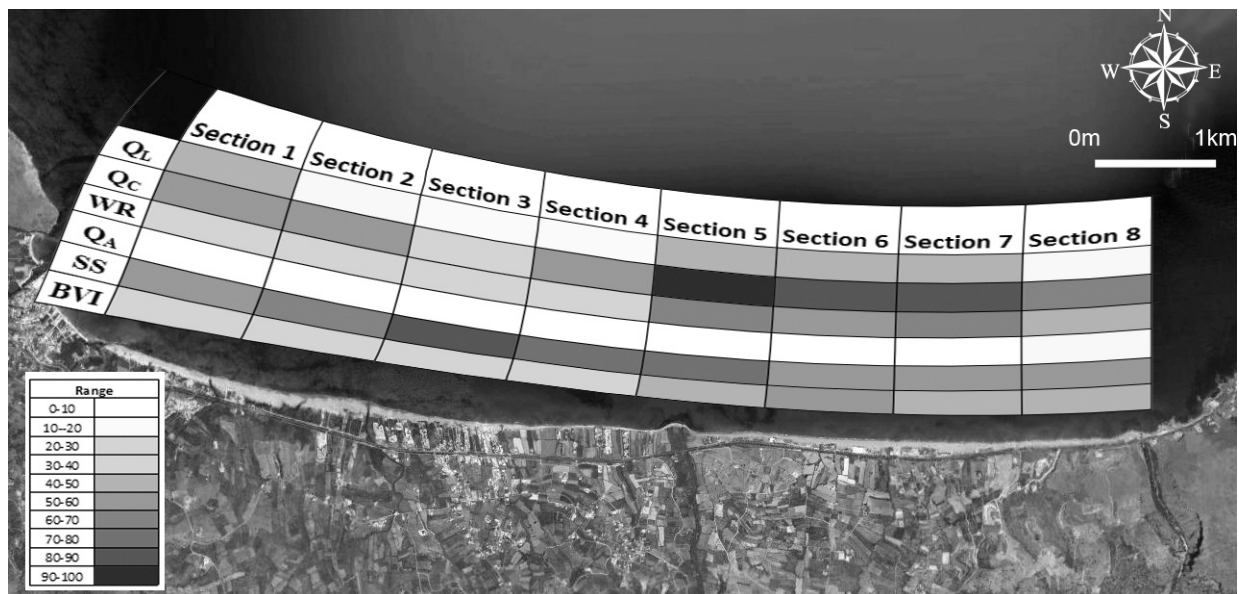 N
W E
S
0m 1km
Section 1 Section 2 Section 3 Section 4 Section 5 Section 6 Section 7 Section 8
QL
QC
WR
QA
SS
BVI
Range
0-10
10--20
20-30
30-40
40-50
50-60
60-70
70-80
80-90
90-100